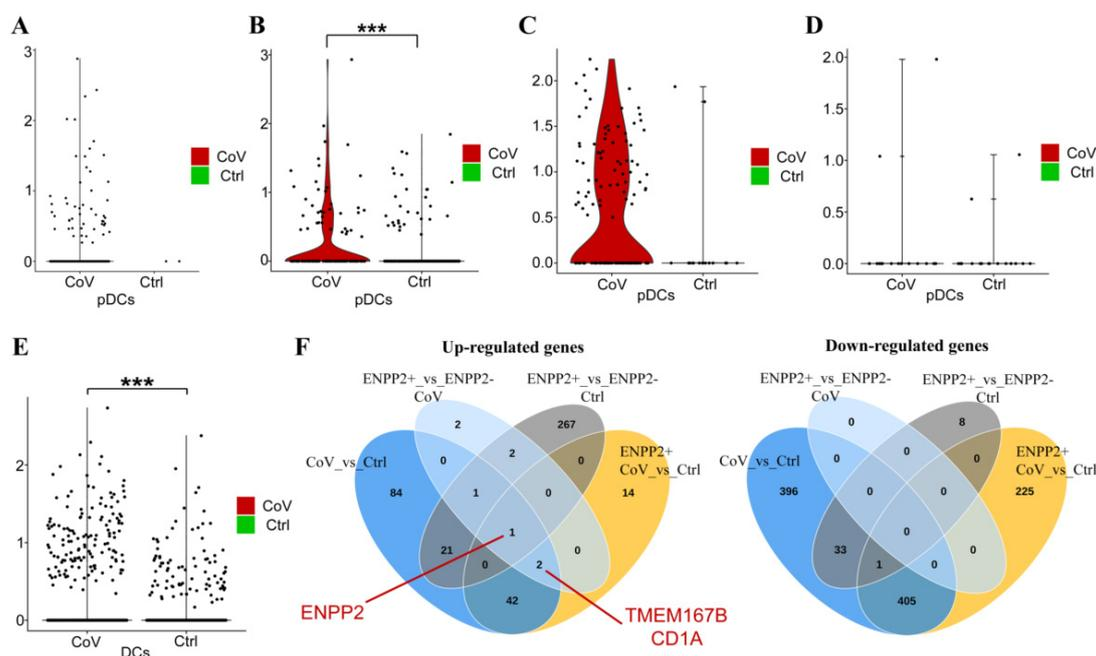 A
3
2
1
0
CoV
Ctrl
pDCs
CoV
Ctrl
B
***
3
2
1
0
CoV
Ctrl
pDCs
CoV
Ctrl
C
2.0
1.5
1.0
0.5
0.0
CoV
Ctrl
pDCs
CoV
Ctrl
D
2.0
1.5
1.0
0.5
0.0
CoV
Ctrl
pDCs
CoV
Ctrl
E
***
2
1
0
CoV
Ctrl
DCs
CoV
Ctrl
F
Up-regulated genes
ENPP2+_vs_ENPP2-
CoV
ENPP2+_vs_ENPP2-
Ctrl
CoV_vs_Ctrl
ENPP2+
CoV_vs_Ctrl
2
267
0
2
0
84
1
0
14
1
21
0
2
0
42
ENPP2
TMEM167B
CD1A
Down-regulated genes
ENPP2+_vs_ENPP2-
CoV
ENPP2+_vs_ENPP2-
Ctrl
CoV_vs_Ctrl
ENPP2+
CoV_vs_Ctrl
0
8
0
0
0
396
0
0
225
0
33
1
0
0
405